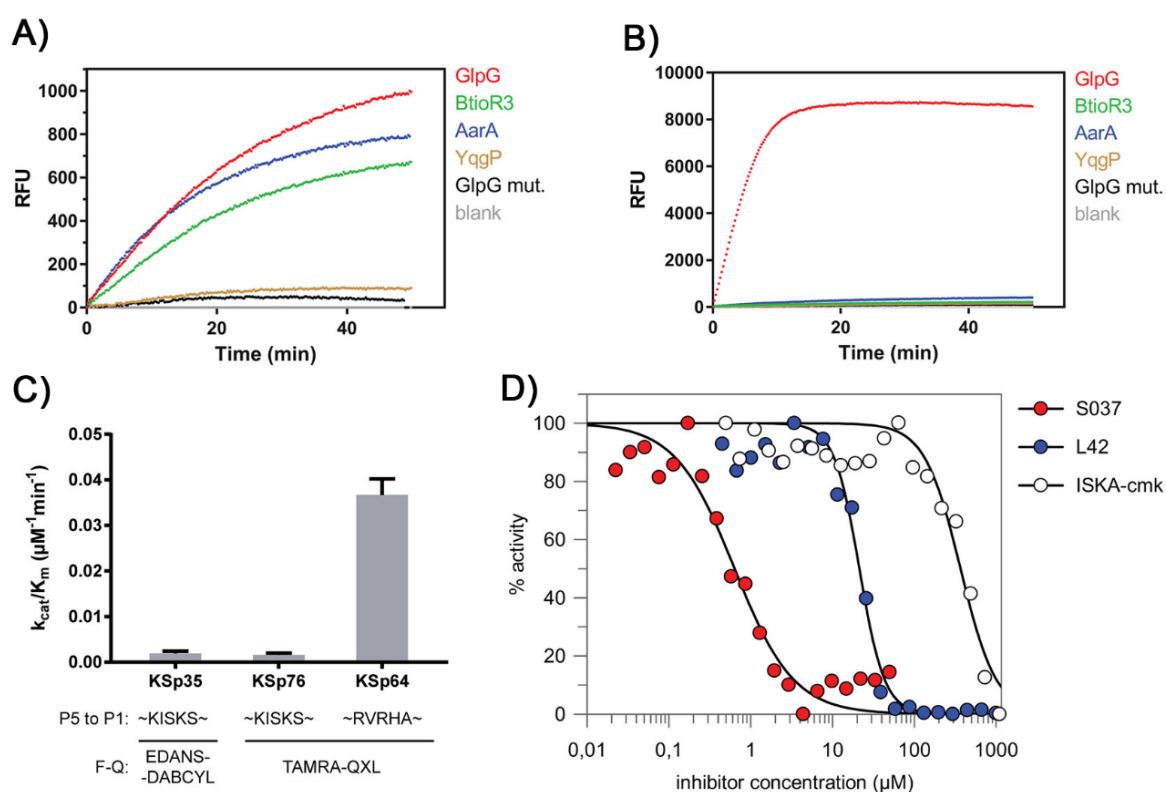 A)
1000
800
600
400
200
0
RFU
0 20 40
Time (min)
GlpG
BtioR3
AarA
YqgP
GlpG mut.
blank
B)
10000
8000
6000
4000
2000
0
RFU
0 20 40
Time (min)
GlpG
BtioR3
AarA
YqgP
GlpG mut.
blank
C)
0.05
0.04
0.03
0.02
0.01
0.00
kcat/Km (µM⁻¹min⁻¹)
KSp35 KSp76 KSp64
P5 to P1: ~KISKS~ ~KISKS~ ~RVRHA~
F-Q: EDANS-
-DABCYL
TAMRA-QXL
D)
100
80
60
40
20
0
% activity
0,01 0,1 1 10 100 1000
inhibitor concentration (µM)
S037
L42
ISKA-cmk